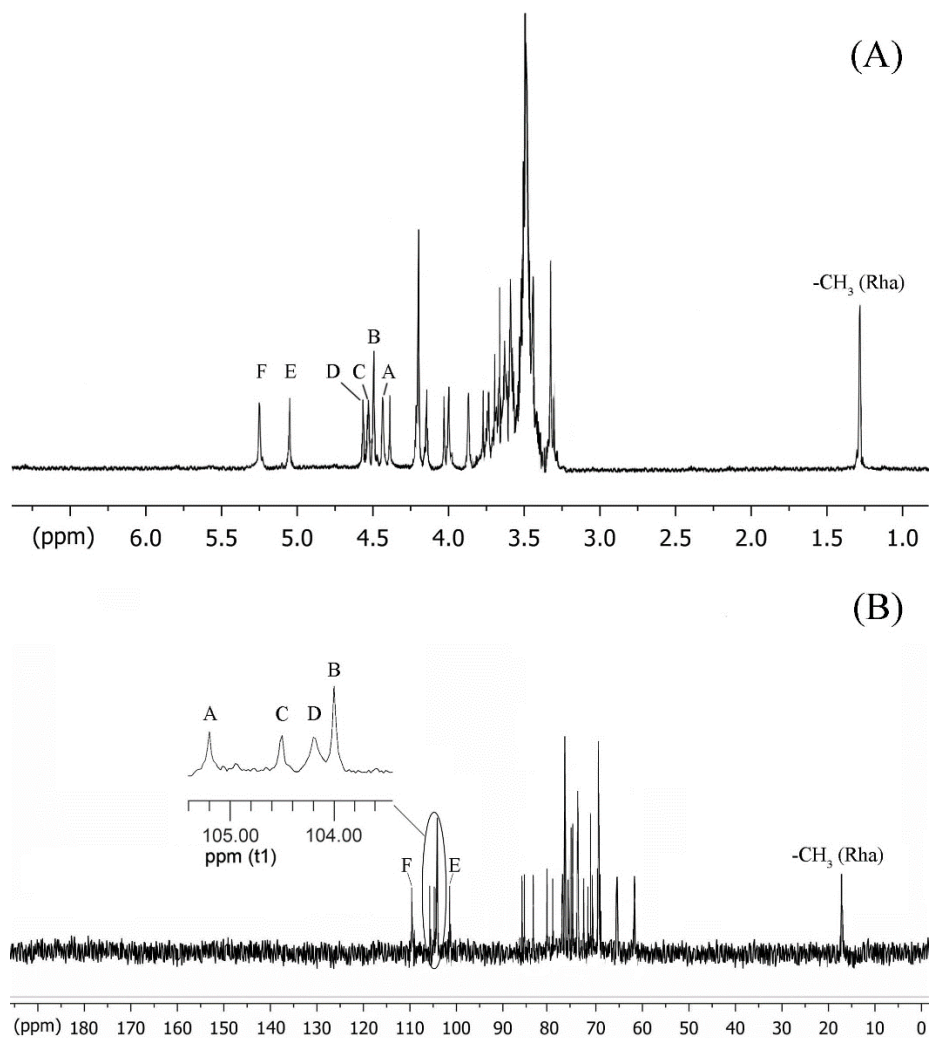 (A)
-CH3 (Rha)
B
F E D C A
(ppm) 6.0 5.5 5.0 4.5 4.0 3.5 3.0 2.5 2.0 1.5 1.0
(B)
B
A C D
105.00 104.00
ppm (t1)
-CH3 (Rha)
F E
(ppm) 180 170 160 150 140 130 120 110 100 90 80 70 60 50 40 30 20 10 0